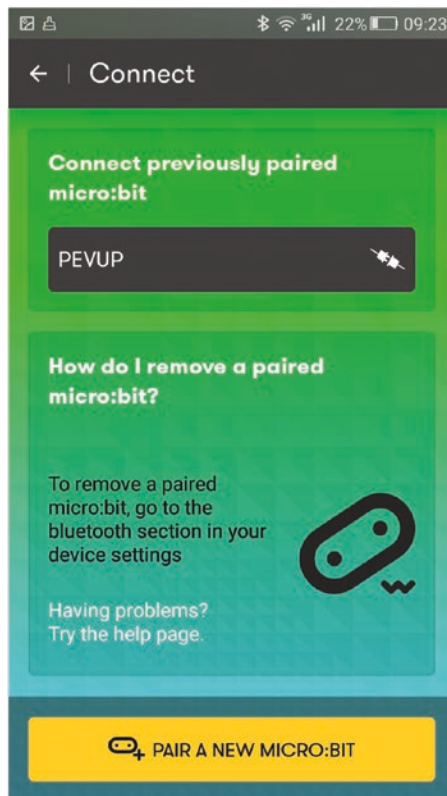 3G 22% 09:23
Connect
Connect previously paired
micro:bit
PEVUP
How do I remove a paired
micro:bit?
To remove a paired
micro:bit, go to the
bluetooth section in your
device settings
Having problems?
Try the help page.
PAIR A NEW MICRO:BIT